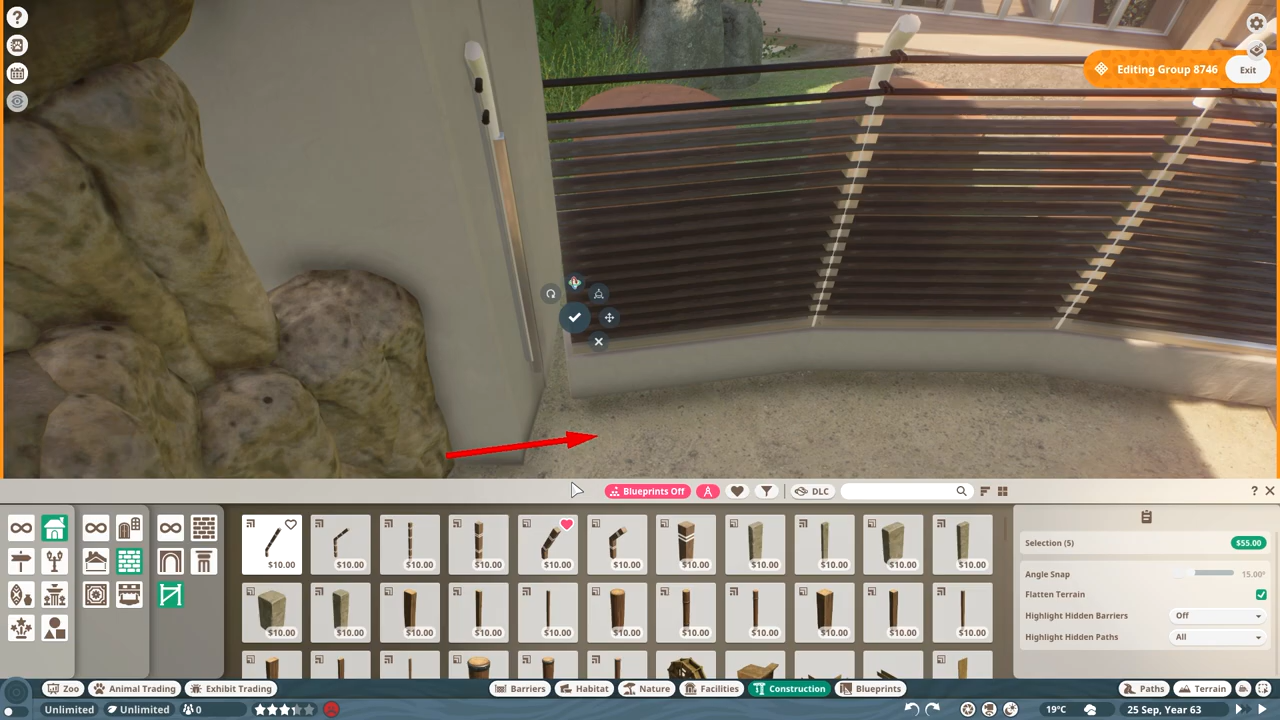 Editing Group 8746
Exit
Blueprints Off
DLC
?
$10.00 $10.00 $10.00 $10.00 $10.00 $10.00 $10.00 $10.00 $10.00 $10.00 $10.00
$10.00 $10.00 $10.00 $10.00 $10.00 $10.00 $10.00 $10.00 $10.00 $10.00 $10.00
Selection (5) $55.00
Angle Snap 15.00°
Flatten Terrain
Highlight Hidden Barriers Off
Highlight Hidden Paths All
Zoo Animal Trading Exhibit Trading Barriers Habitat Nature Facilities Construction Blueprints Paths Terrain
Unlimited Unlimited 0 19°C 25 Sep, Year 63